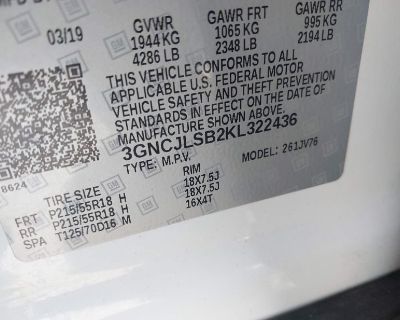 03/19
GVWR GAWR FRT GAWR RR
1944 KG 1065 KG 995 KG
4286 LB 2348 LB 2194 LB
THIS VEHICLE CONFORMS TO ALL
APPLICABLE U.S. FEDERAL MOTOR
VEHICLE SAFETY AND THEFT PREVENTION
STANDARDS IN EFFECT ON THE DATE OF
MANUFACTURE SHOWN ABOVE.
3GNCJLSB2KL322436
TYPE: M.P.V. MODEL: 261JV76
8624
TIRE SIZE RIM
FRT P215/55R18 H 18X7.5J
RR P215/55R18 H 18X7.5J
SPA T125/70D16 M 16X4T